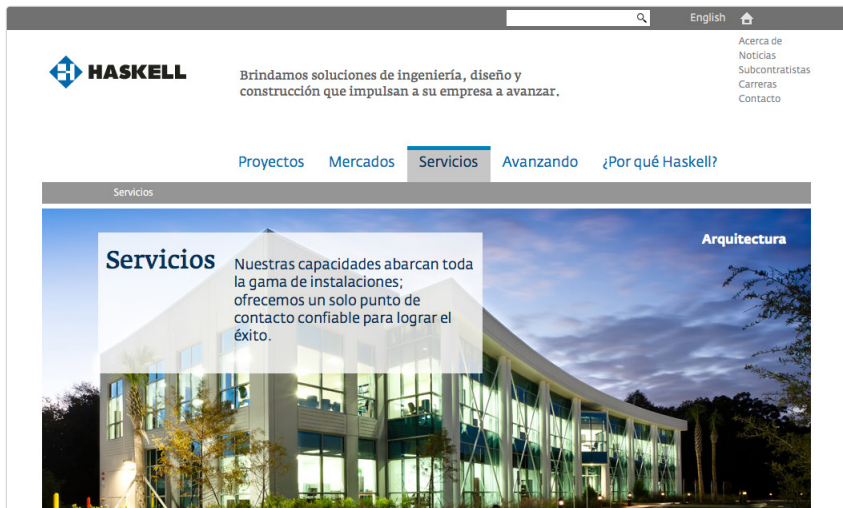 English
Acerca de
Noticias
Subcontratistas
Carreras
Contacto
HASKELL
Brindamos soluciones de ingeniería, diseño y
construcción que impulsan a su empresa a avanzar.
Proyectos Mercados Servicios Avanzando ¿Por qué Haskell?
Servicios
Arquitectura
Servicios
Nuestras capacidades abarcan toda
la gama de instalaciones;
ofrecemos un solo punto de
contacto confiable para lograr el
éxito.